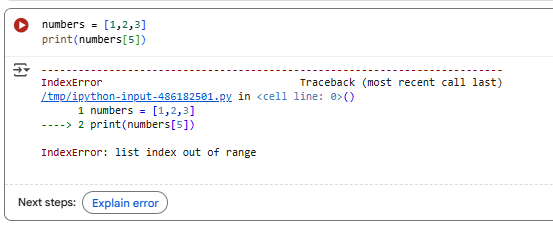 numbers = [1,2,3]
print(numbers[5])
---------------------------------------------------------------------------
IndexError                                Traceback (most recent call last)
/tmp/ipython-input-486182501.py in <cell line: 0>()
      1 numbers = [1,2,3]
----> 2 print(numbers[5])

IndexError: list index out of range
Next steps: Explain error